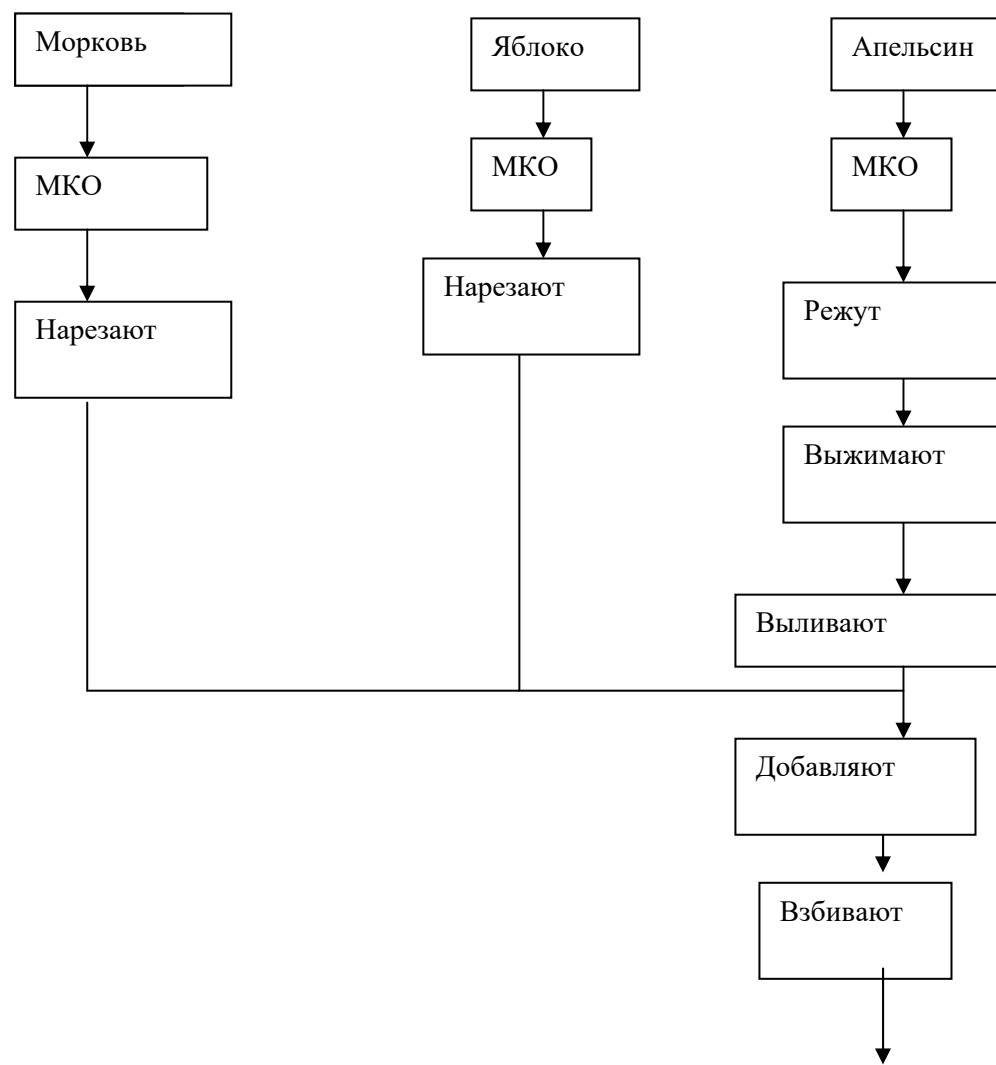 Морковь
Яблоко
Апельсин
МКО
МКО
МКО
Нарезают
Нарезают
Режут
Выжимают
Выливают
Добавляют
Взбивают